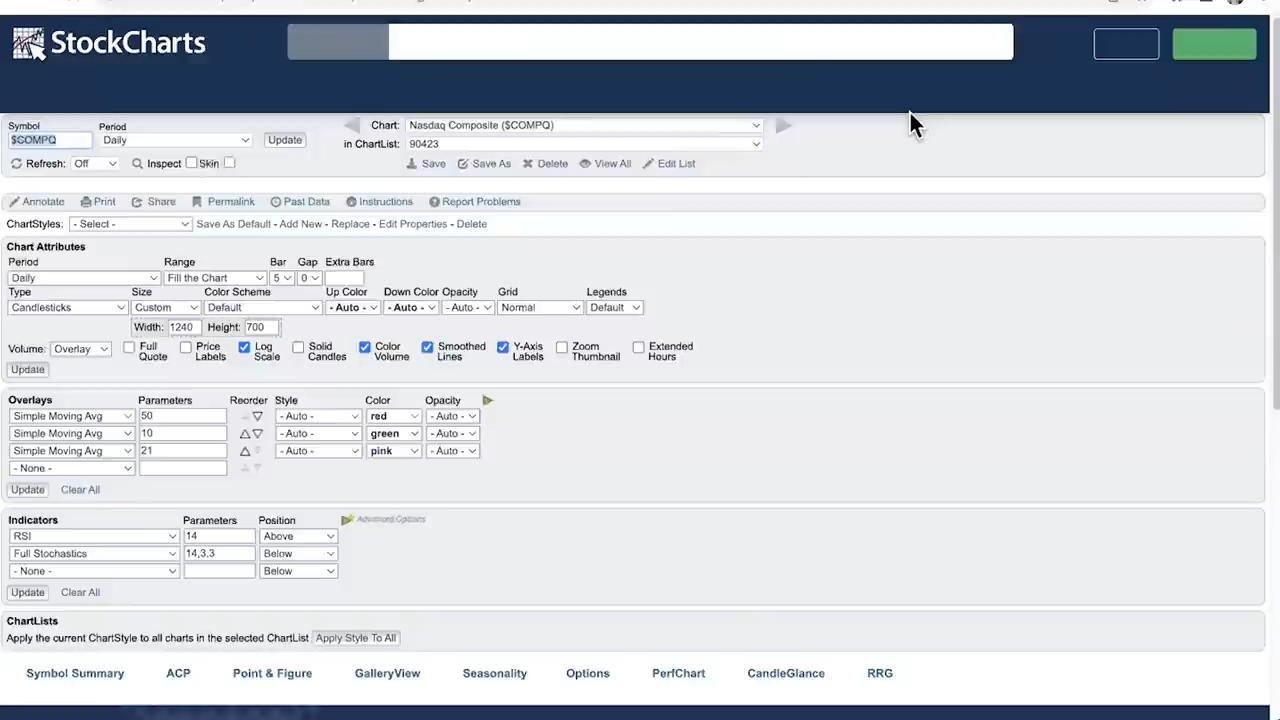 StockCharts
Symbol Period
$COMPQ Daily Update
Chart: Nasdaq Composite ($COMPQ)
in ChartList: 90423
Refresh: Off Inspect Skin
Save Save As Delete View All Edit List
Annotate Print Share Permalink Past Data Instructions Report Problems
ChartStyles: - Select - Save As Default - Add New - Replace - Edit Properties - Delete
Chart Attributes
Period Range Bar Gap Extra Bars
Daily Fill the Chart 5 0
Type Size Color Scheme Up Color Down Color Opacity Grid Legends
Candlesticks Custom Default - Auto - - Auto - - Auto - Normal Default
Width: 1240 Height: 700
Volume: Overlay Full Quote Price Labels Log Scale Solid Candles Color Volume Smoothed Lines Y-Axis Labels Zoom Thumbnail Extended Hours
Update
Overlays Parameters Reorder Style Color Opacity
Simple Moving Avg 50 - Auto - red - Auto -
Simple Moving Avg 10 - Auto - green - Auto -
Simple Moving Avg 21 - Auto - pink - Auto -
- None -
Update Clear All
Indicators Parameters Position Advanced Options
RSI 14 Above
Full Stochastics 14,3,3 Below
- None - Below
Update Clear All
ChartLists
Apply the current ChartStyle to all charts in the selected ChartList Apply Style To All
Symbol Summary ACP Point & Figure GalleryView Seasonality Options PerfChart CandleGlance RRG